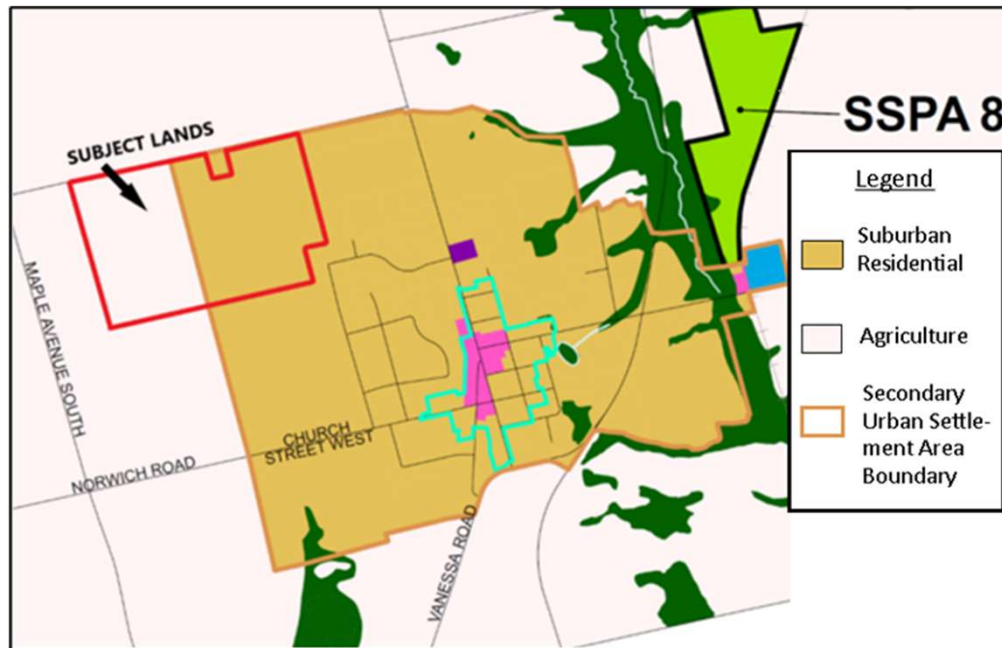 SUBJECT LANDS
SSPA 8
MAPLE AVENUE SOUTH
NORWICH ROAD
CHURCH
STREET WEST
VANESSA ROAD
Legend
Suburban
Residential
Agriculture
Secondary
Urban Settle-
ment Area
Boundary